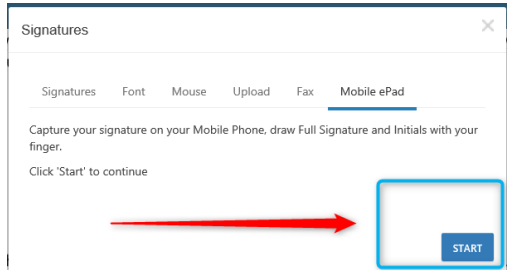 Signatures
Signatures Font Mouse Upload Fax Mobile ePad
Capture your signature on your Mobile Phone, draw Full Signature and Initials with your
finger.
Click 'Start' to continue
START